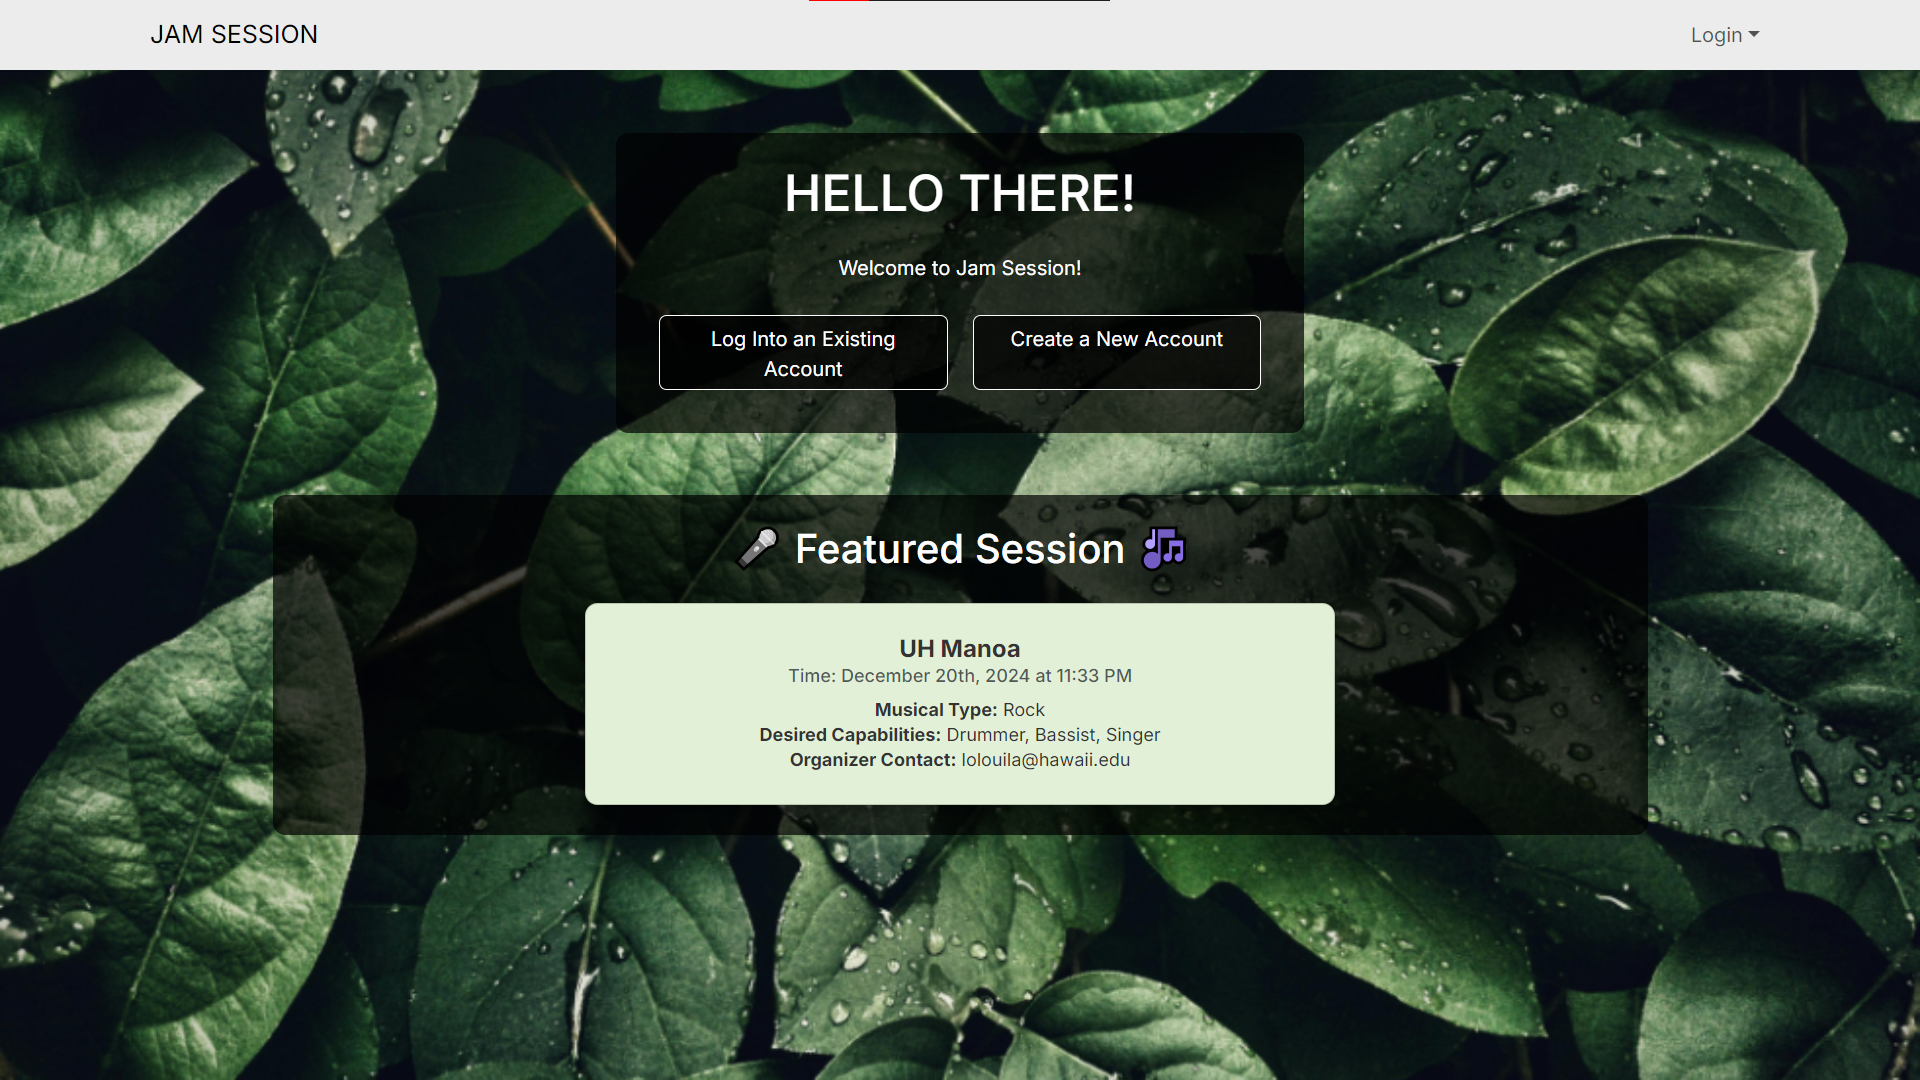 JAM SESSION
Login
HELLO THERE!
Welcome to Jam Session!
Log Into an Existing
Account
Create a New Account
Featured Session
UH Manoa
Time: December 20th, 2024 at 11:33 PM
Musical Type: Rock
Desired Capabilities: Drummer, Bassist, Singer
Organizer Contact: lolouila@hawaii.edu